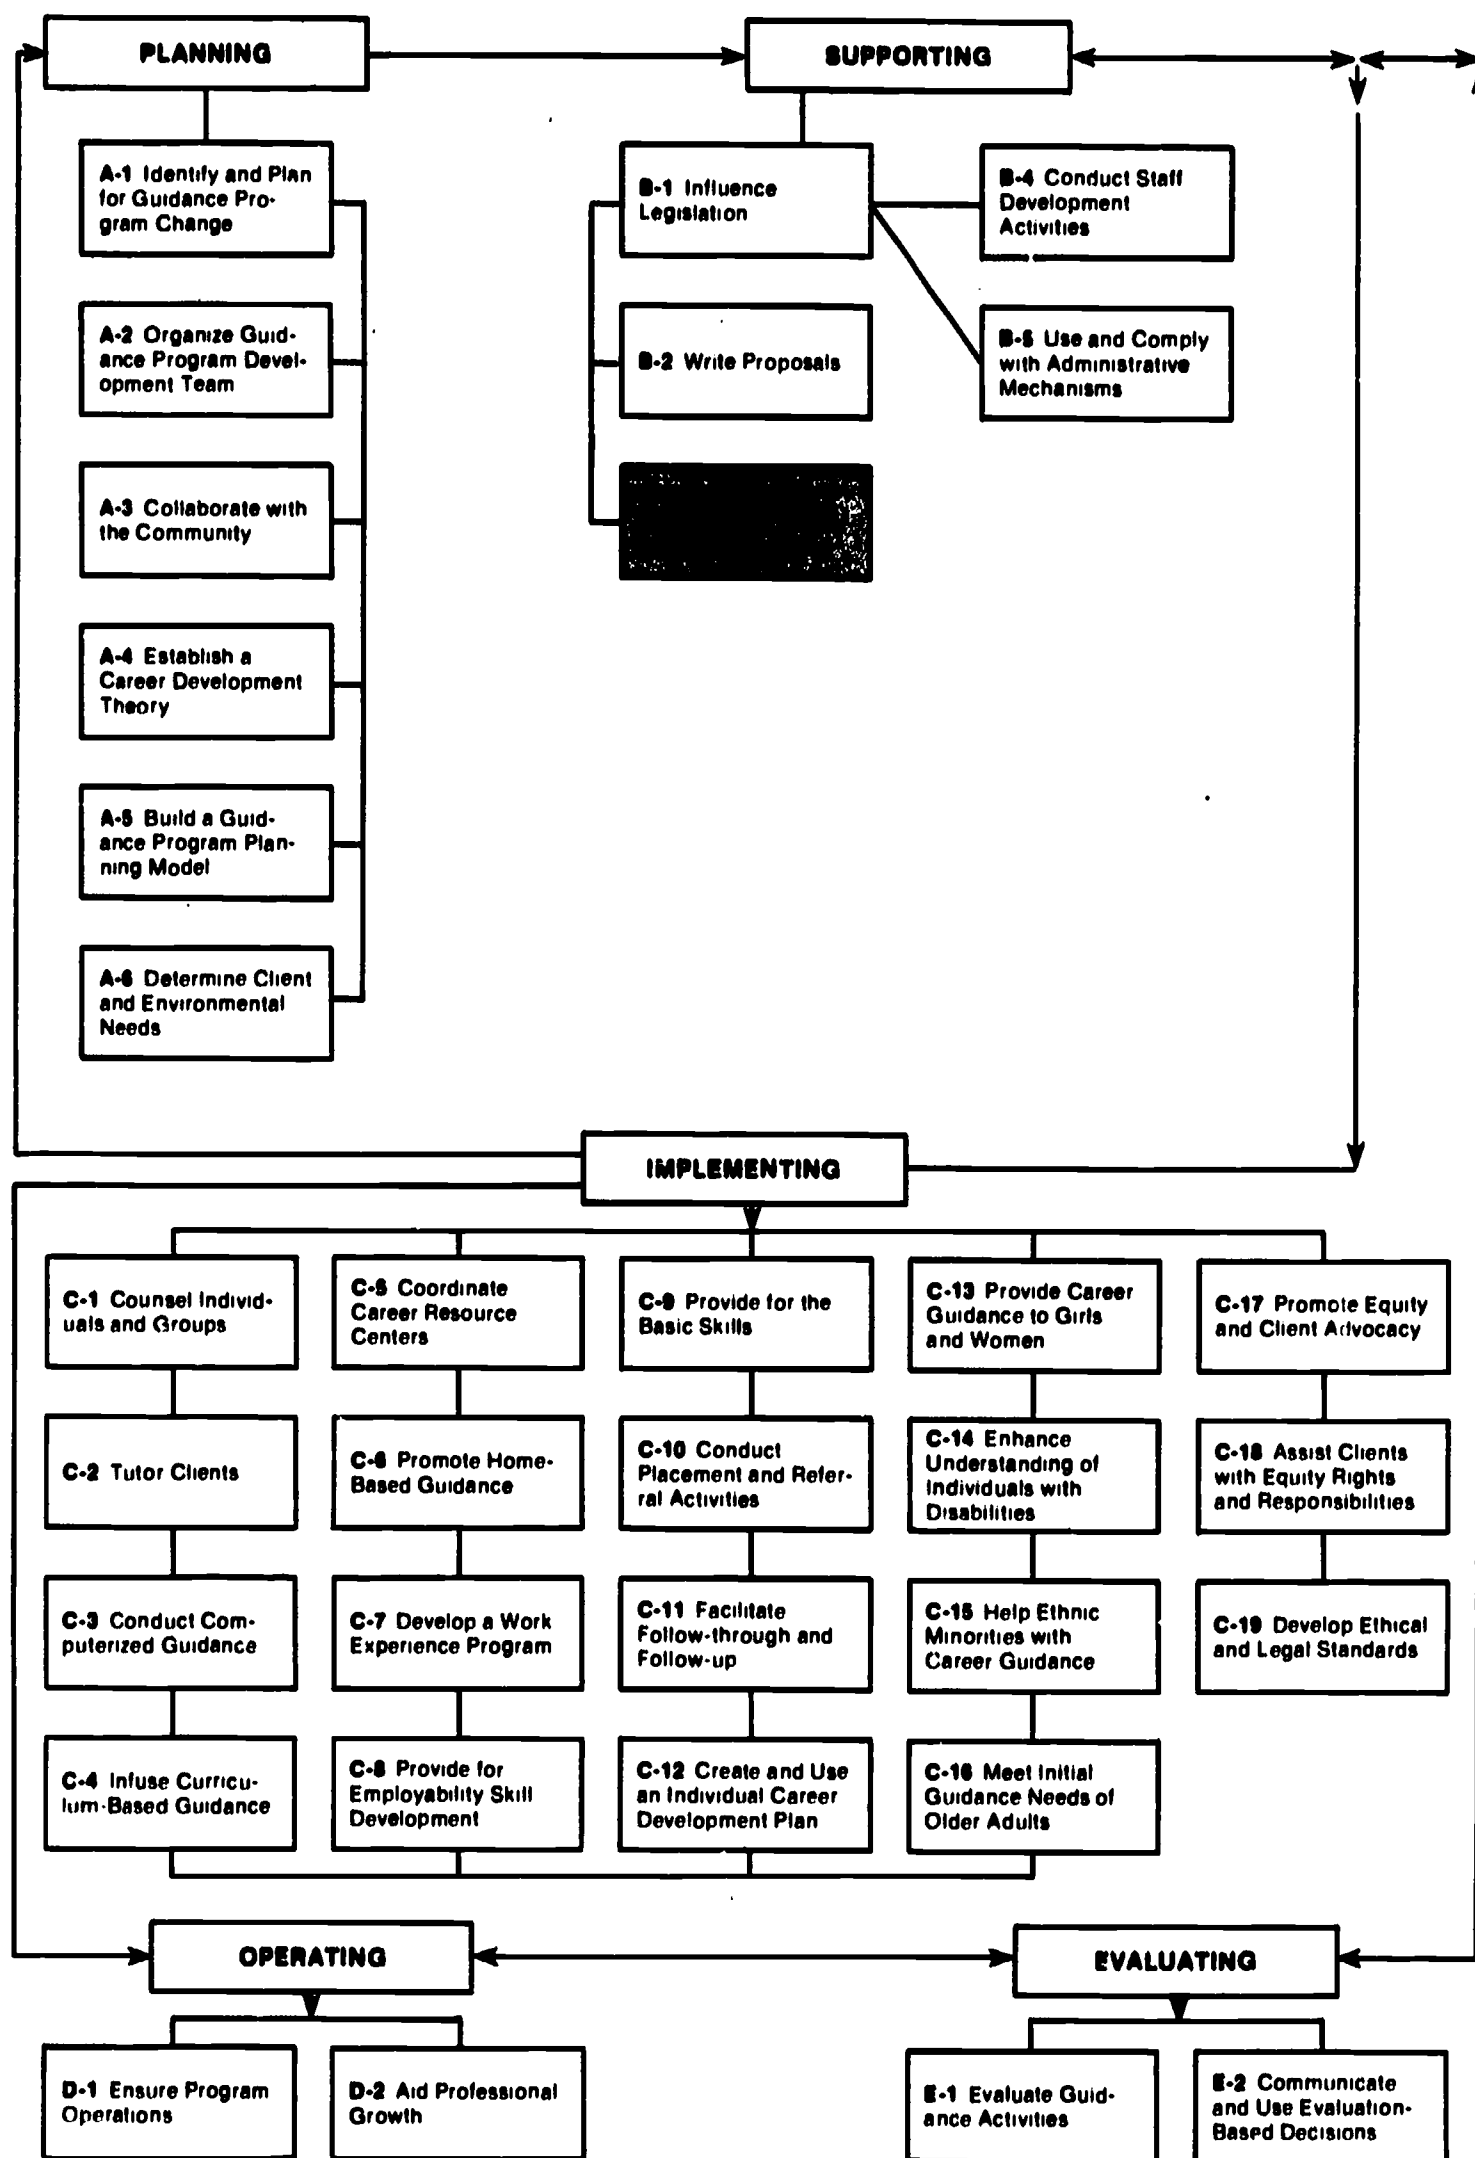 PLANNING
SUPPORTING
A-1 Identify and Plan
for Guidance Pro-
gram Change
A-2 Organize Guid-
ance Program Devel-
opment Team
A-3 Collaborate with
the Community
A-4 Establish a
Career Development
Theory
A-5 Build a Guid-
ance Program Plan-
ning Model
A-6 Determine Client
and Environmental
Needs
B-1 Influence
Legislation
B-2 Write Proposals
B-4 Conduct Staff
Development
Activities
B-5 Use and Comply
with Administrative
Mechanisms
IMPLEMENTING
C-1 Counsel Individ-
uals and Groups
C-2 Tutor Clients
C-3 Conduct Com-
puterized Guidance
C-4 Infuse Curricu-
lum-Based Guidance
C-5 Coordinate
Career Resource
Centers
C-6 Promote Home-
Based Guidance
C-7 Develop a Work
Experience Program
C-8 Provide for
Employability Skill
Development
C-9 Provide for the
Basic Skills
C-10 Conduct
Placement and Refer-
ral Activities
C-11 Facilitate
Follow-through and
Follow-up
C-12 Create and Use
an Individual Career
Development Plan
C-13 Provide Career
Guidance to Girls
and Women
C-14 Enhance
Understanding of
Individuals with
Disabilities
C-15 Help Ethnic
Minorities with
Career Guidance
C-16 Meet Initial
Guidance Needs of
Older Adults
C-17 Promote Equity
and Client Advocacy
C-18 Assist Clients
with Equity Rights
and Responsibilities
C-19 Develop Ethical
and Legal Standards
OPERATING
EVALUATING
D-1 Ensure Program
Operations
D-2 Aid Professional
Growth
E-1 Evaluate Guid-
ance Activities
E-2 Communicate
and Use Evaluation-
Based Decisions